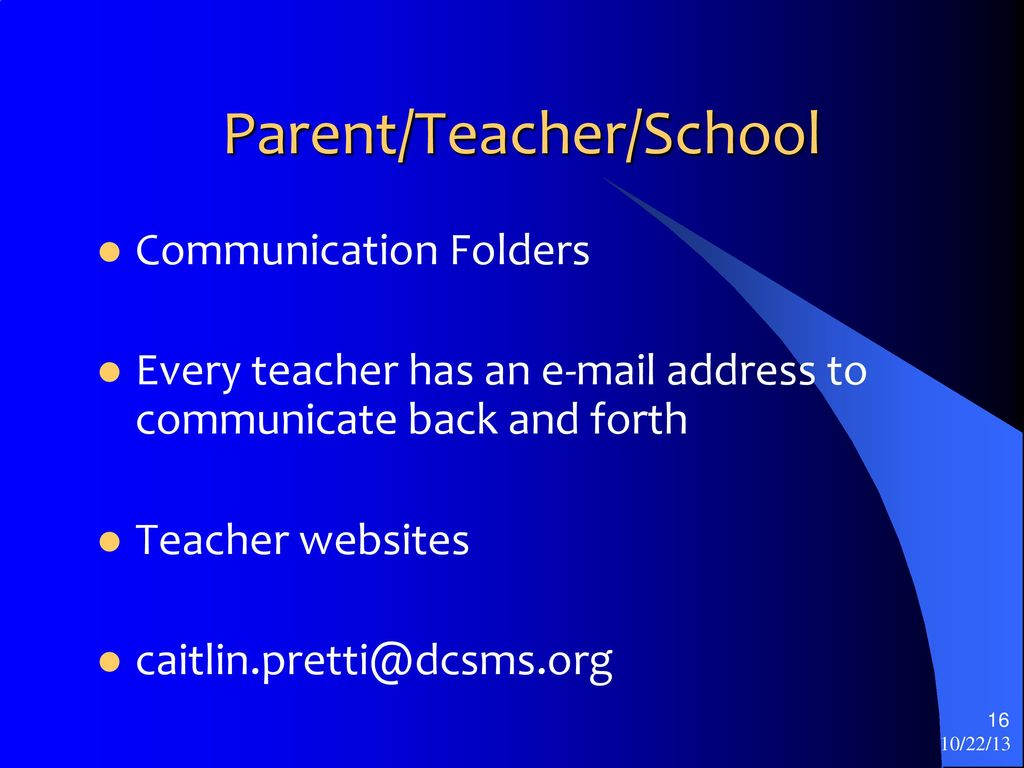 Parent/Teacher/School
Communication Folders
Every teacher has an e-mail address to
communicate back and forth
Teacher websites
caitlin.pretti@dcsms.org
16
10/22/13